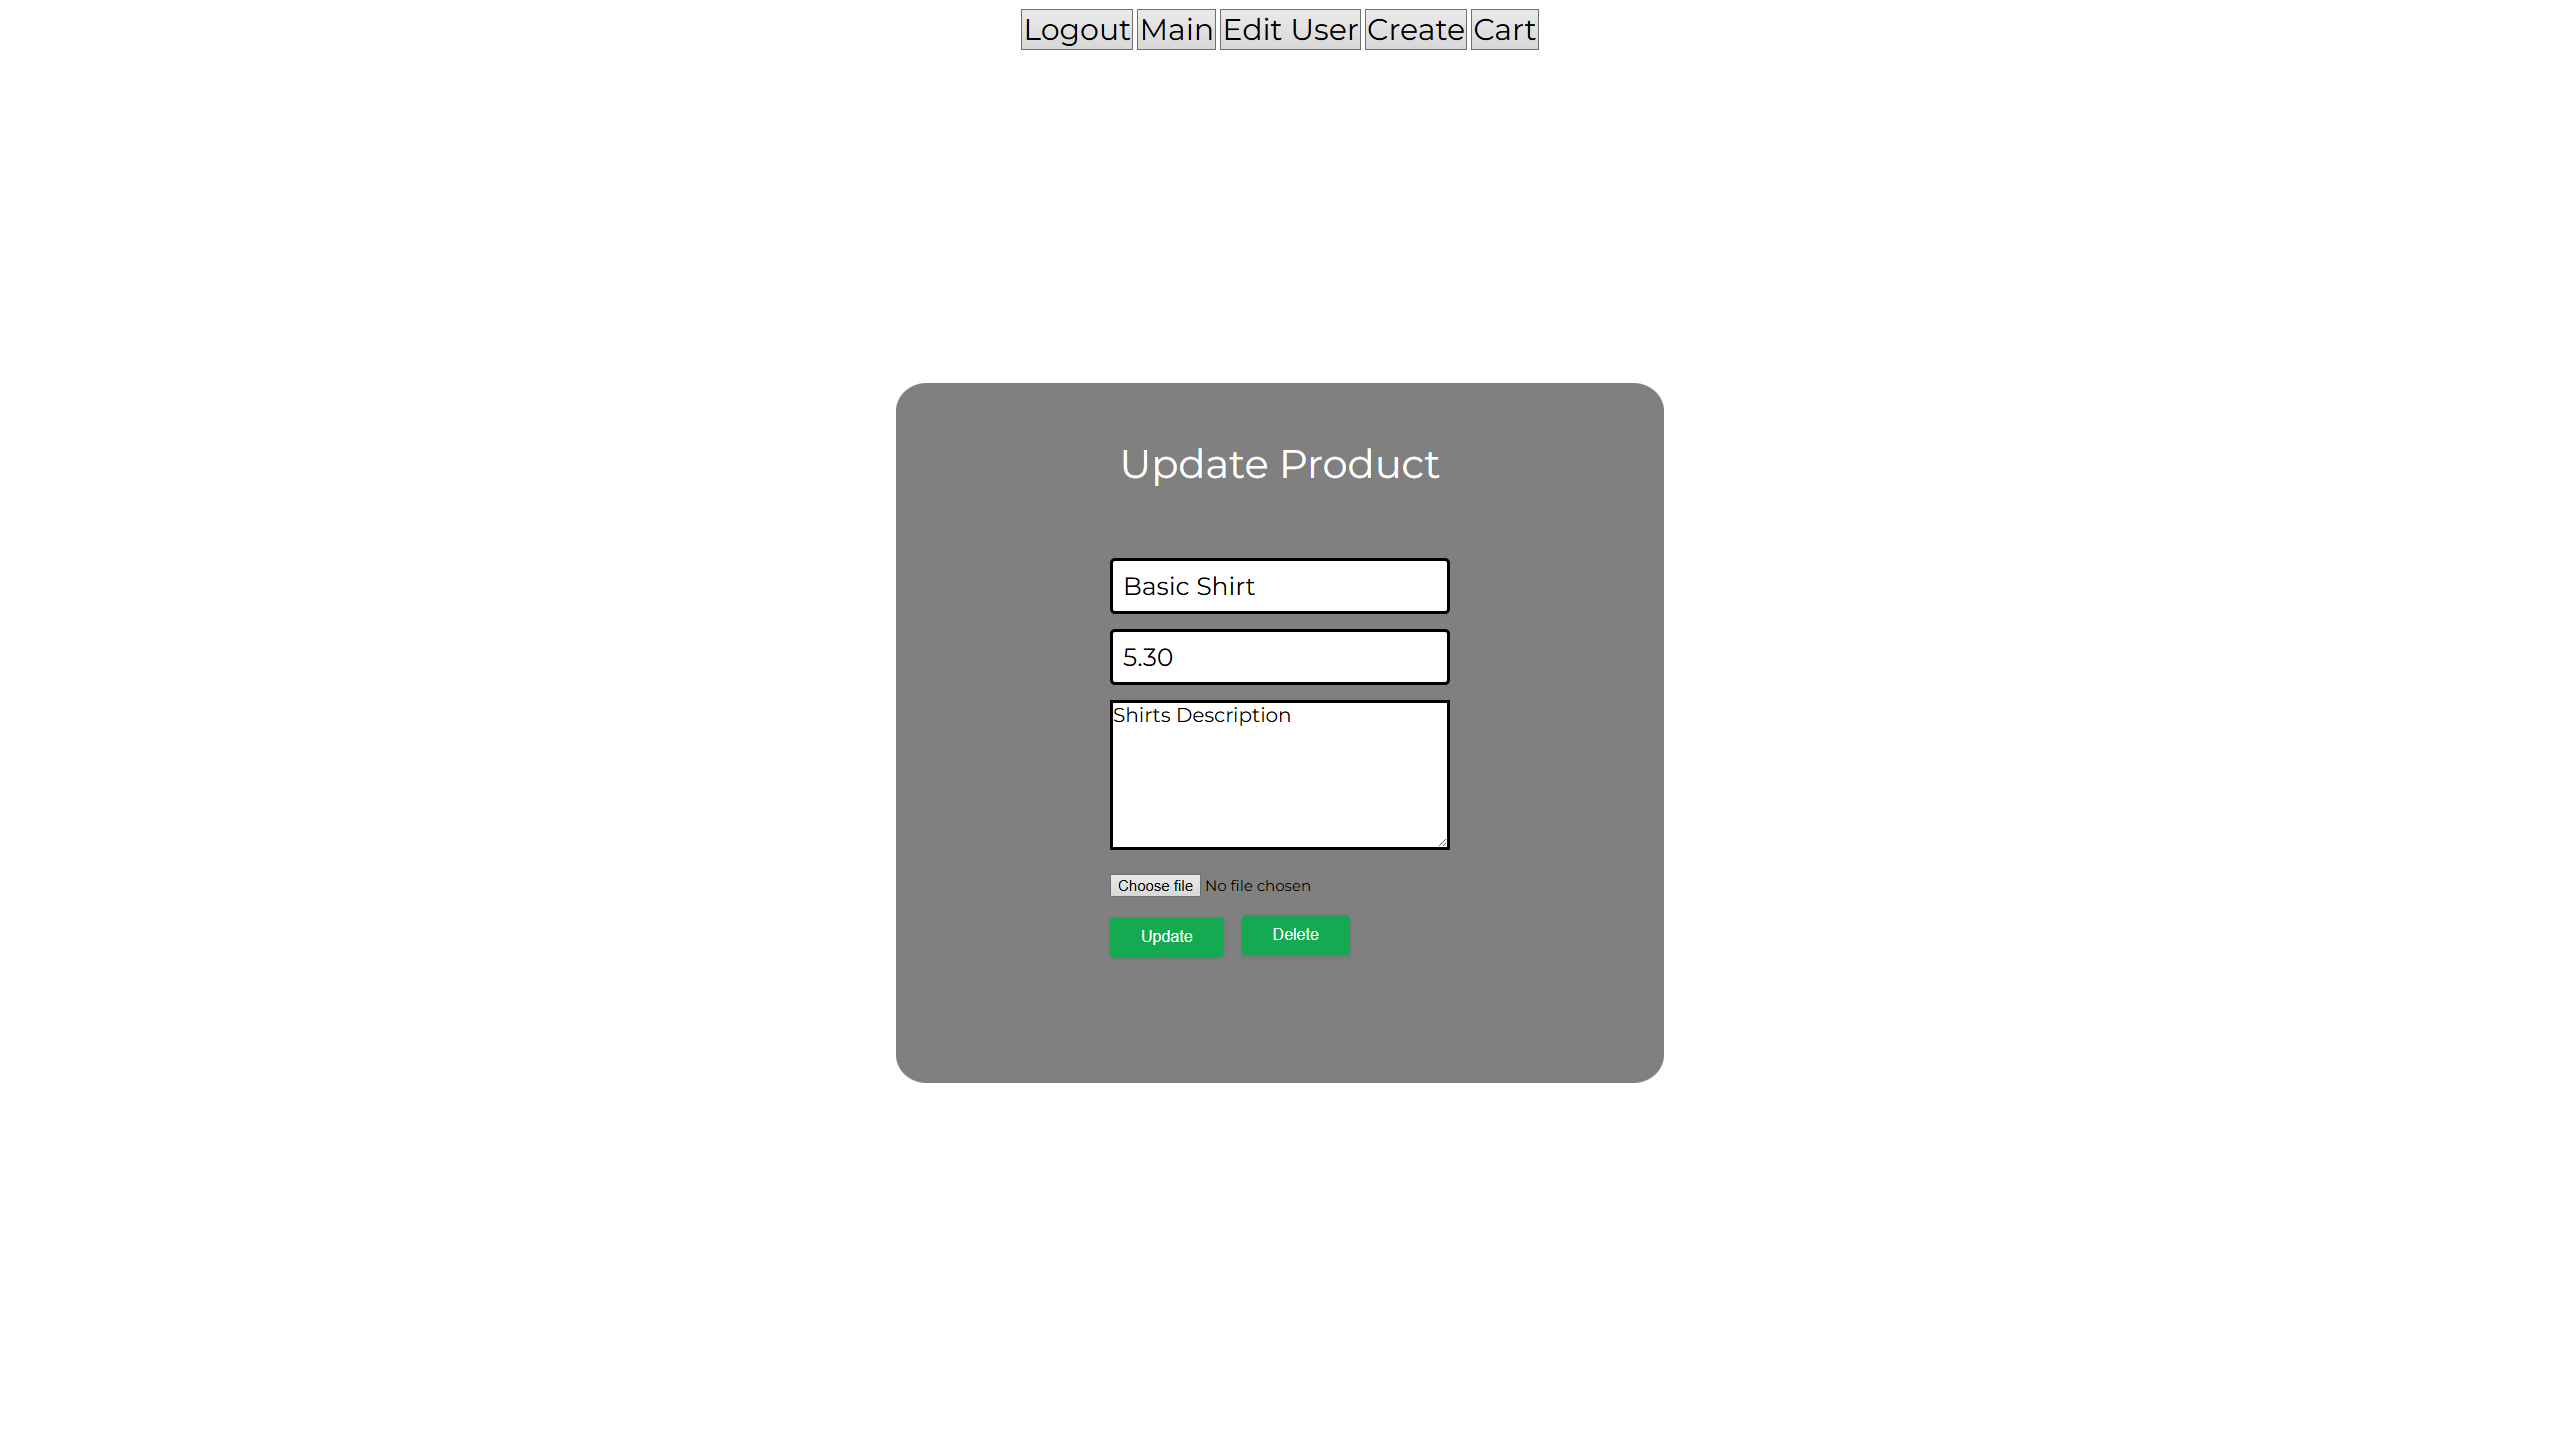 Logout Main Edit User Create Cart
Update Product
Basic Shirt
5.30
Shirts Description
Choose file No file chosen
Update Delete